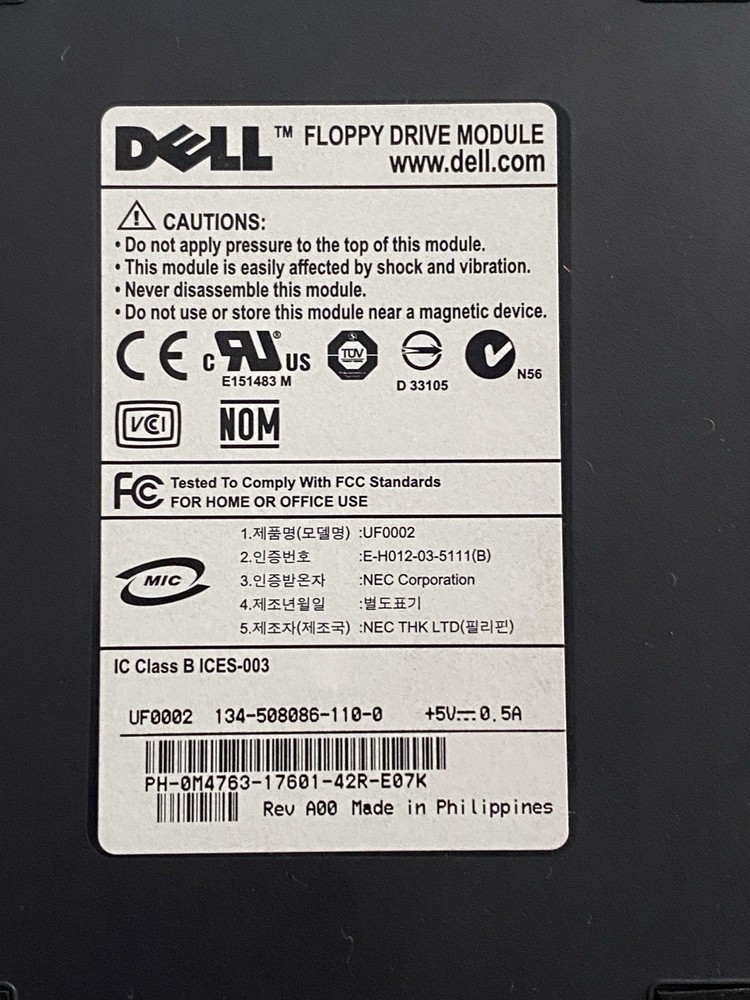 DELL™ FLOPPY DRIVE MODULE
www.dell.com
CAUTIONS:
• Do not apply pressure to the top of this module.
• This module is easily affected by shock and vibration.
• Never disassemble this module.
• Do not use or store this module near a magnetic device.
CE c RU® US TÜV S
E151483 M
D 33105
N56
VCI NOM
FC Tested To Comply With FCC Standards
FOR HOME OR OFFICE USE
MIC
1.제품명(모델명) :UF0002
2.인증번호 :E-H012-03-5111(B)
3.인증받은자 :NEC Corporation
4.제조년월일 :별도표기
5.제조자(제조국) :NEC THK LTD(필리핀)
IC Class B ICES-003
UF0002 134-508086-110-0 +5V⎓0.5A
PH-0M4763-17601-42R-E07K
Rev A00 Made in Philippines